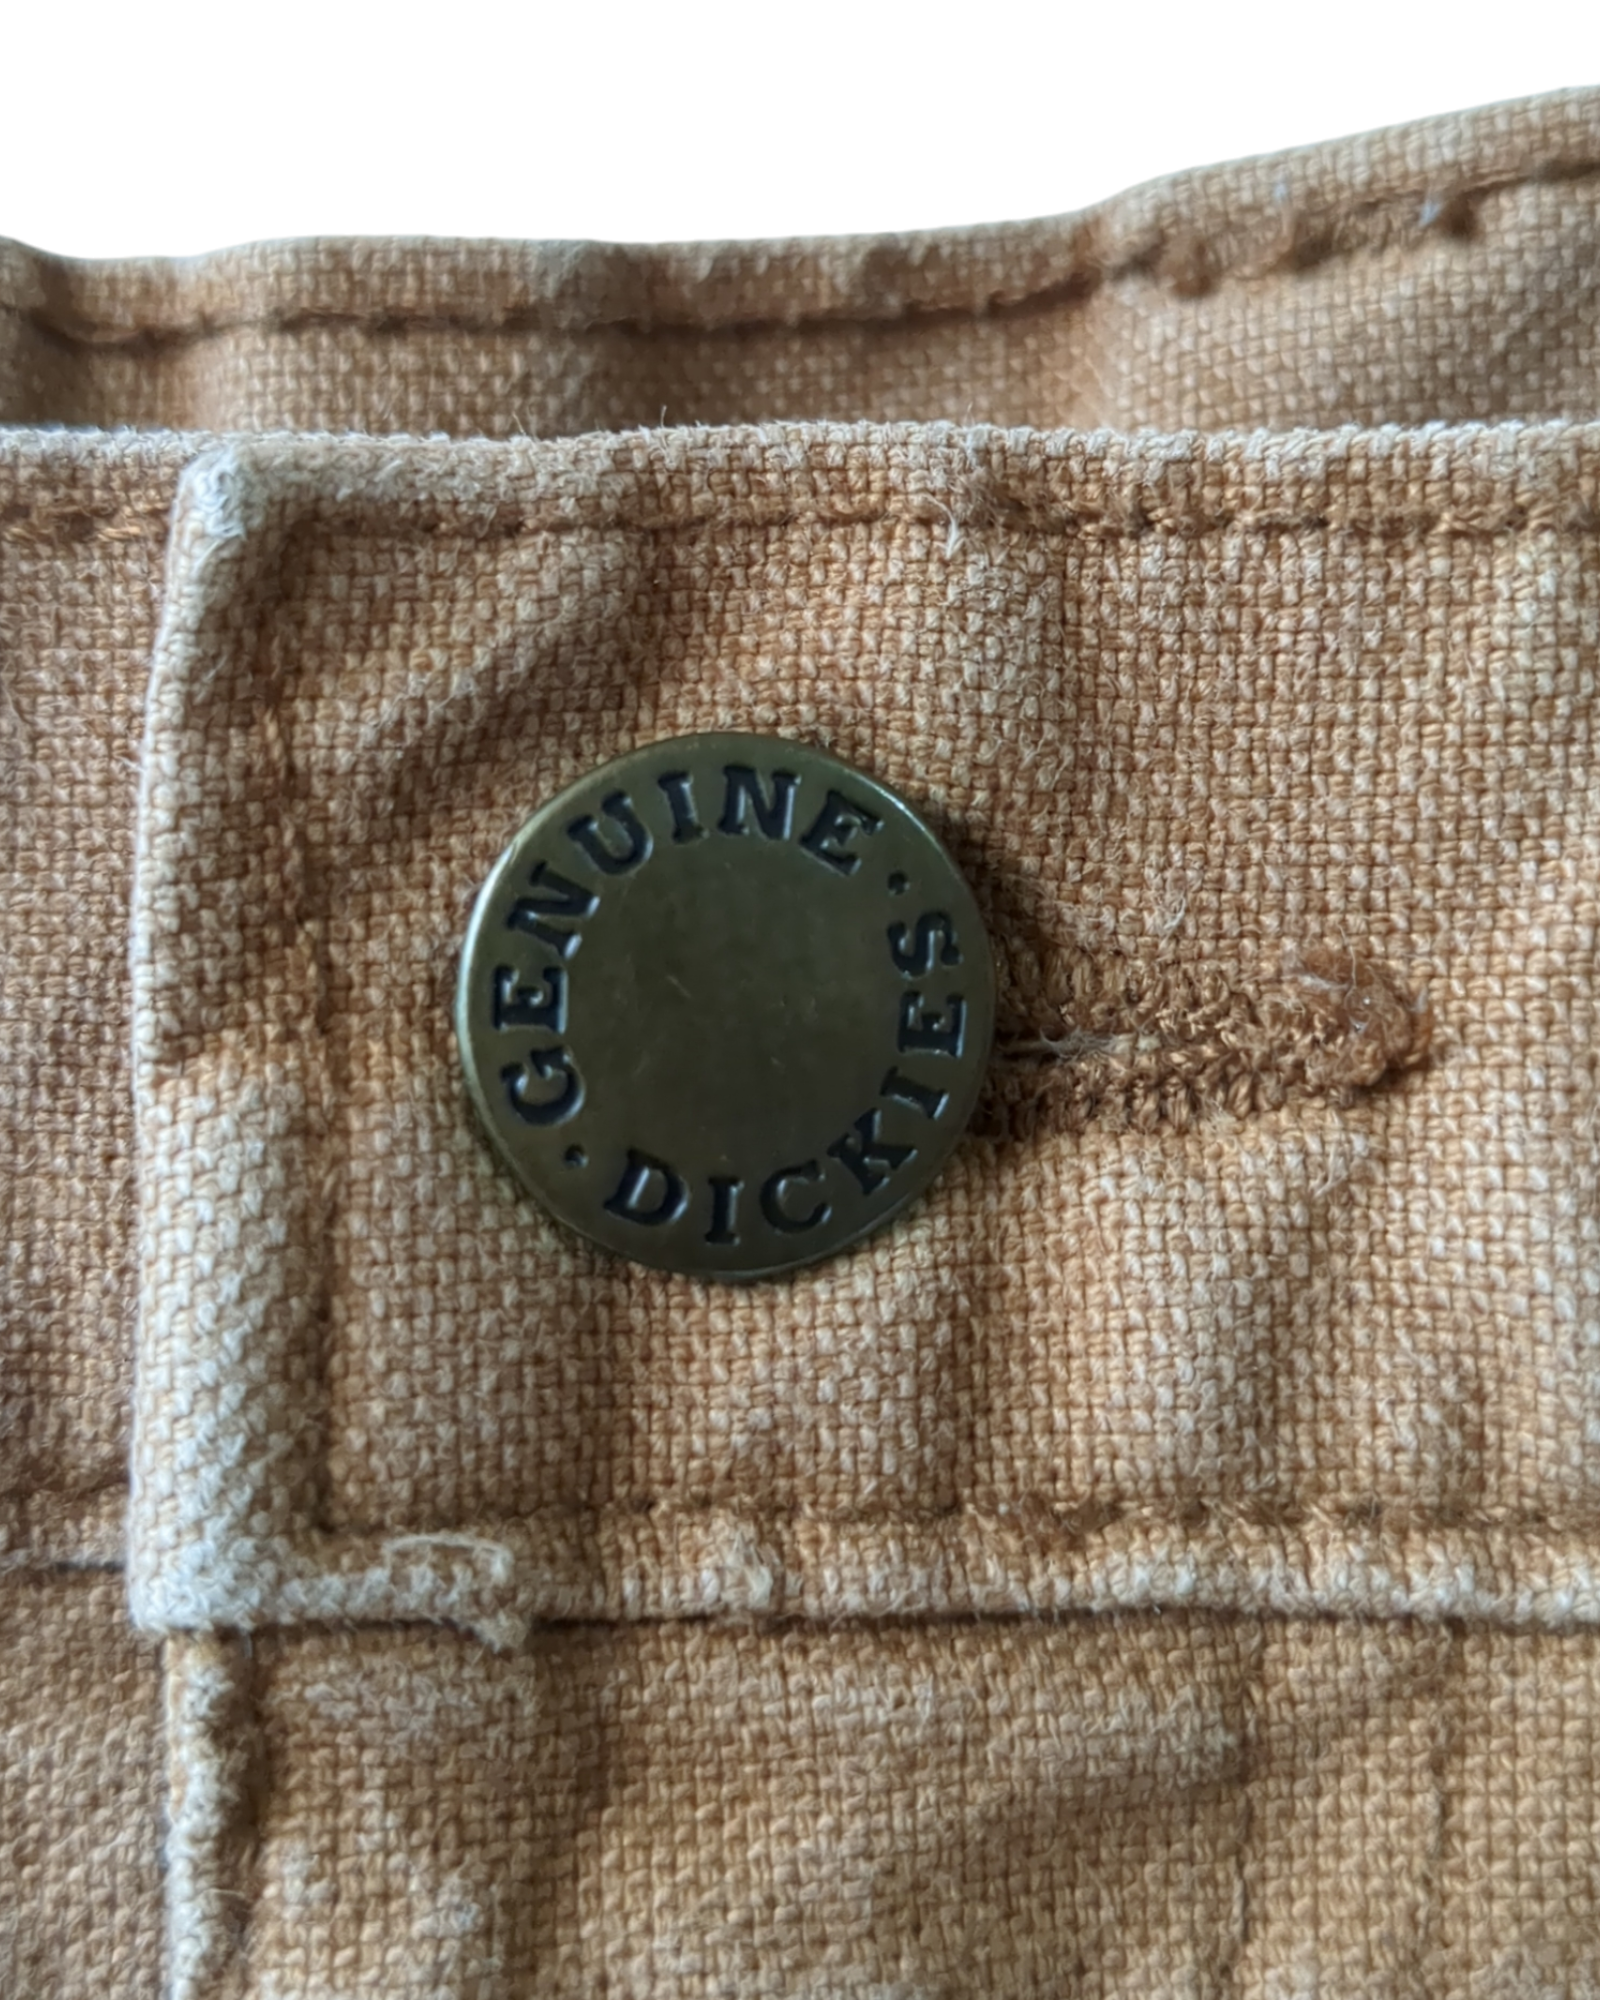 GENUINE · DICKIES ·